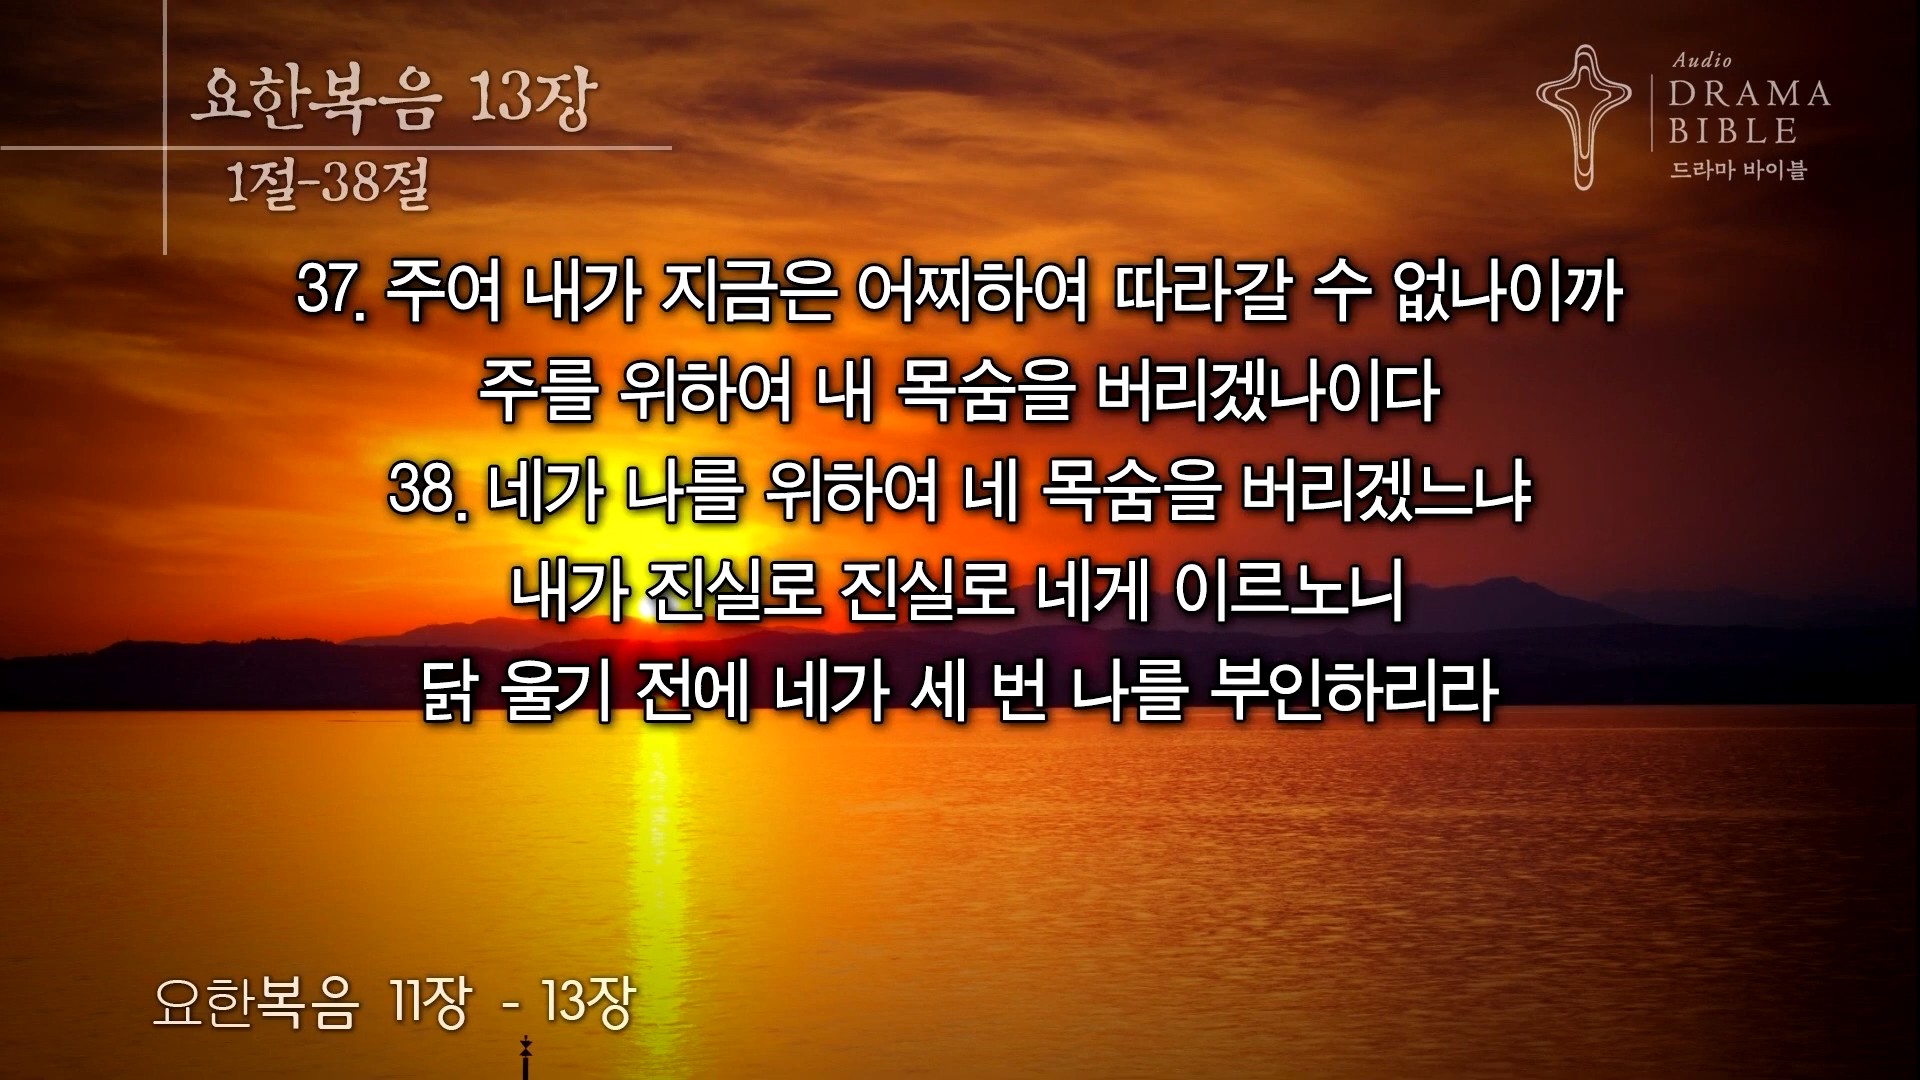 요한복음 13장
1절-38절
Audio
DRAMA
BIBLE
드라마 바이블
37. 주여 내가 지금은 어찌하여 따라갈 수 없나이까
주를 위하여 내 목숨을 버리겠나이다
38. 네가 나를 위하여 네 목숨을 버리겠느냐
내가 진실로 진실로 네게 이르노니
닭 울기 전에 네가 세 번 나를 부인하리라
요한복음 11장 - 13장